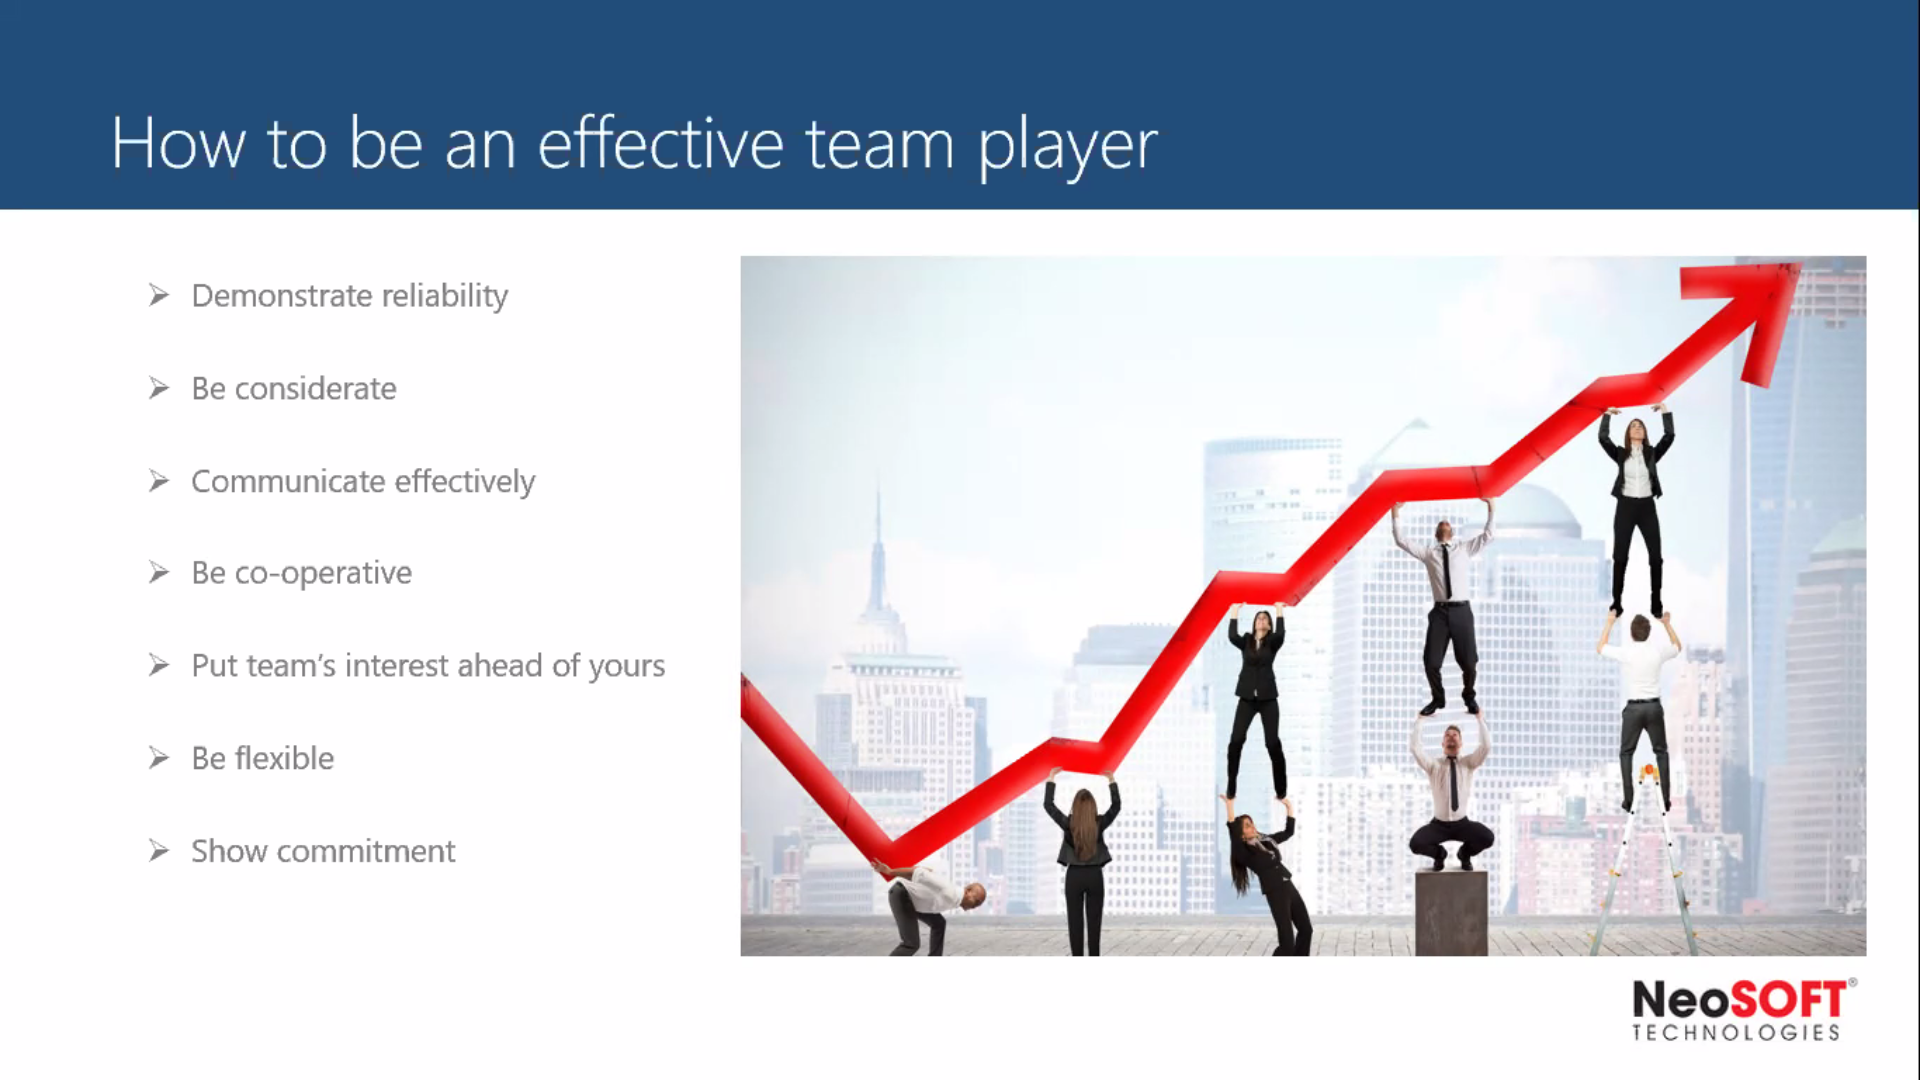 How to be an effective team player
➢ Demonstrate reliability
➢ Be considerate
➢ Communicate effectively
➢ Be co-operative
➢ Put team’s interest ahead of yours
➢ Be flexible
➢ Show commitment
NeoSOFT®
TECHNOLOGIES